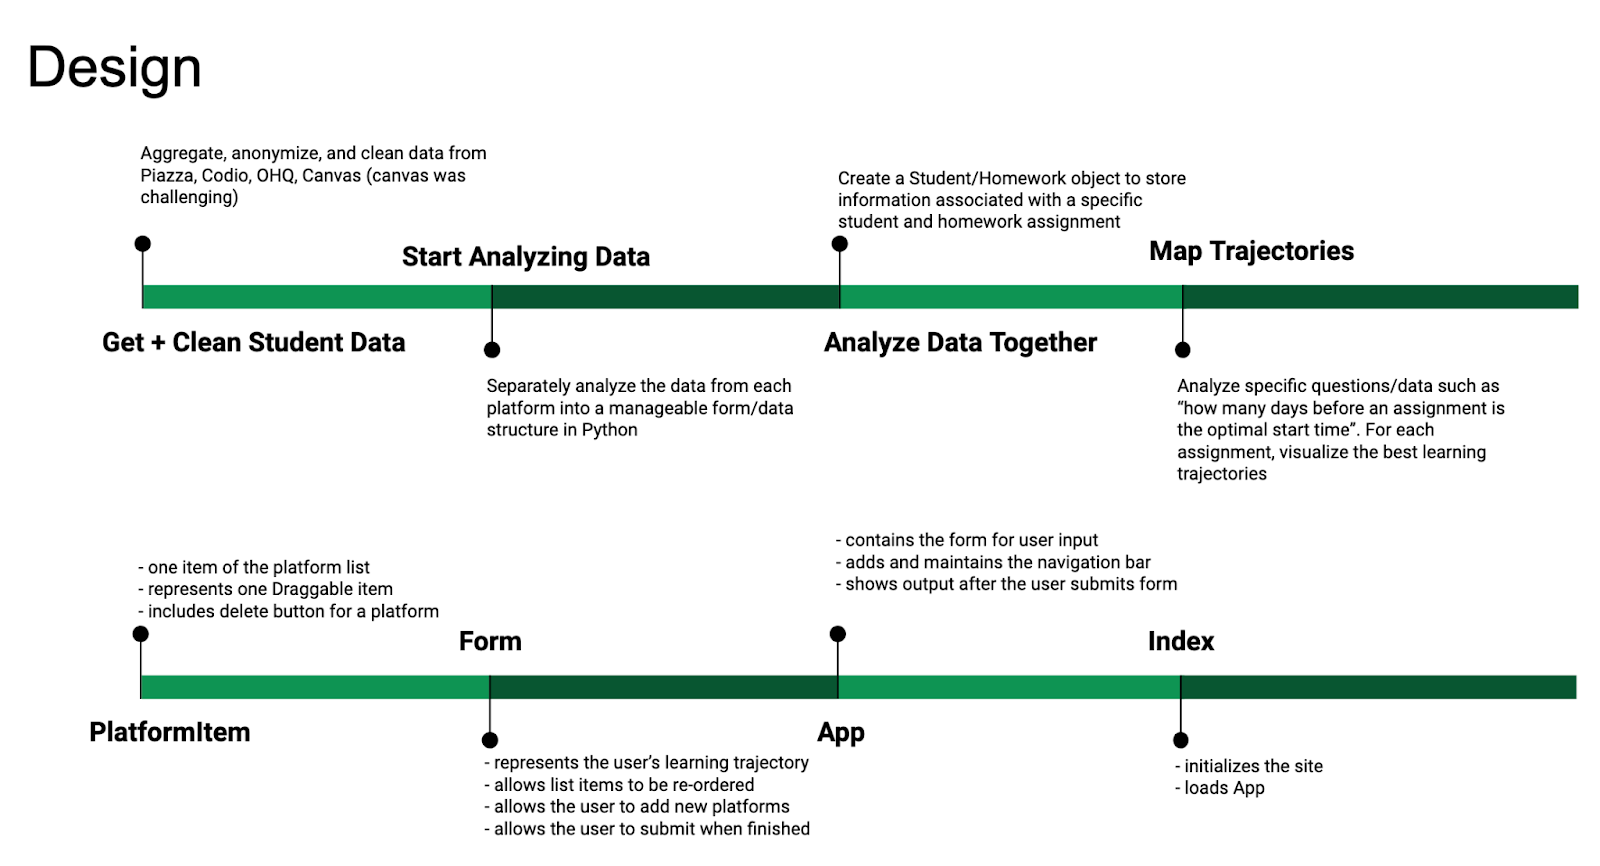 Design
Aggregate, anonymize, and clean data from
Piazza, Codio, OHQ, Canvas (canvas was
challenging)
Create a Student/Homework object to store
information associated with a specific
student and homework assignment
Start Analyzing Data
Map Trajectories
Get + Clean Student Data
Analyze Data Together
Separately analyze the data from each
platform into a manageable form/data
structure in Python
Analyze specific questions/data such as
“how many days before an assignment is
the optimal start time”. For each
assignment, visualize the best learning
trajectories
- one item of the platform list
- represents one Draggable item
- includes delete button for a platform
- contains the form for user input
- adds and maintains the navigation bar
- shows output after the user submits form
Form
Index
PlatformItem
App
- represents the user’s learning trajectory
- allows list items to be re-ordered
- allows the user to add new platforms
- allows the user to submit when finished
- initializes the site
- loads App